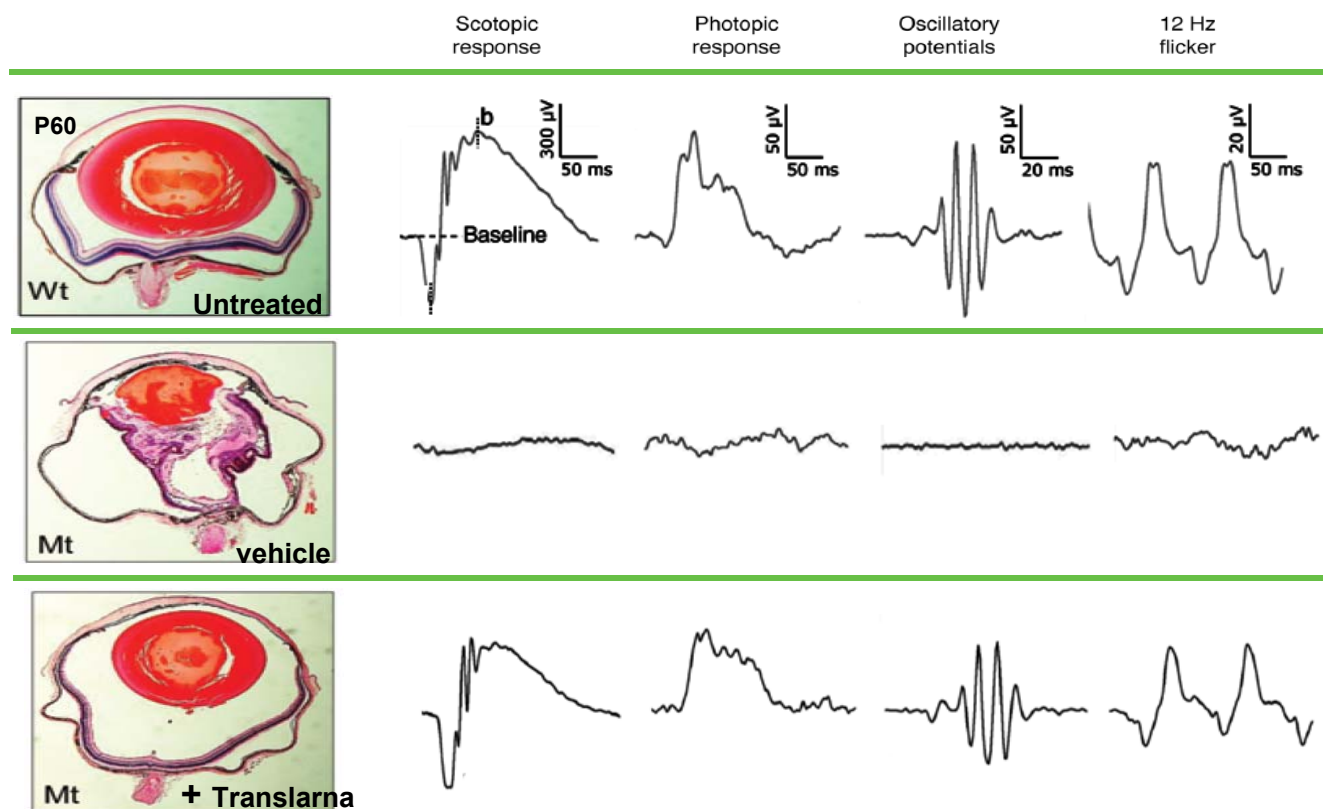 Scotopic
response
Photopic
response
Oscillatory
potentials
12 Hz
flicker
P60
Wt
Untreated
b
Baseline
300 µV
50 ms
50 µV
50 ms
50 µV
20 ms
20 µV
50 ms
Mt
vehicle
Mt
+ Translarna